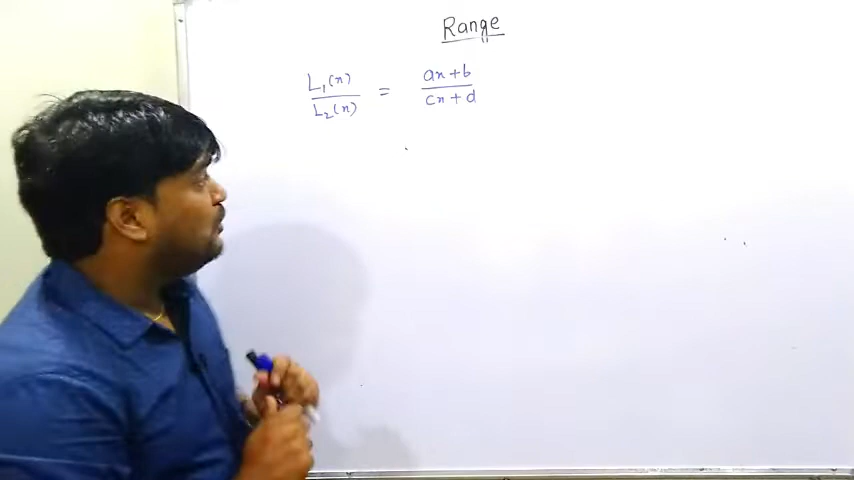 Range
L₁(x)/L₂(x) = ax+b/cx+d